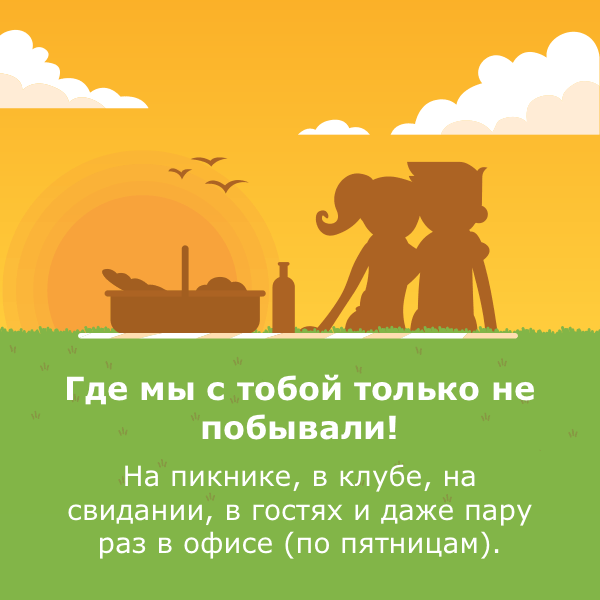 Где мы с тобой только не
побывали!
На пикнике, в клубе, на
свидании, в гостях и даже пару
раз в офисе (по пятницам).